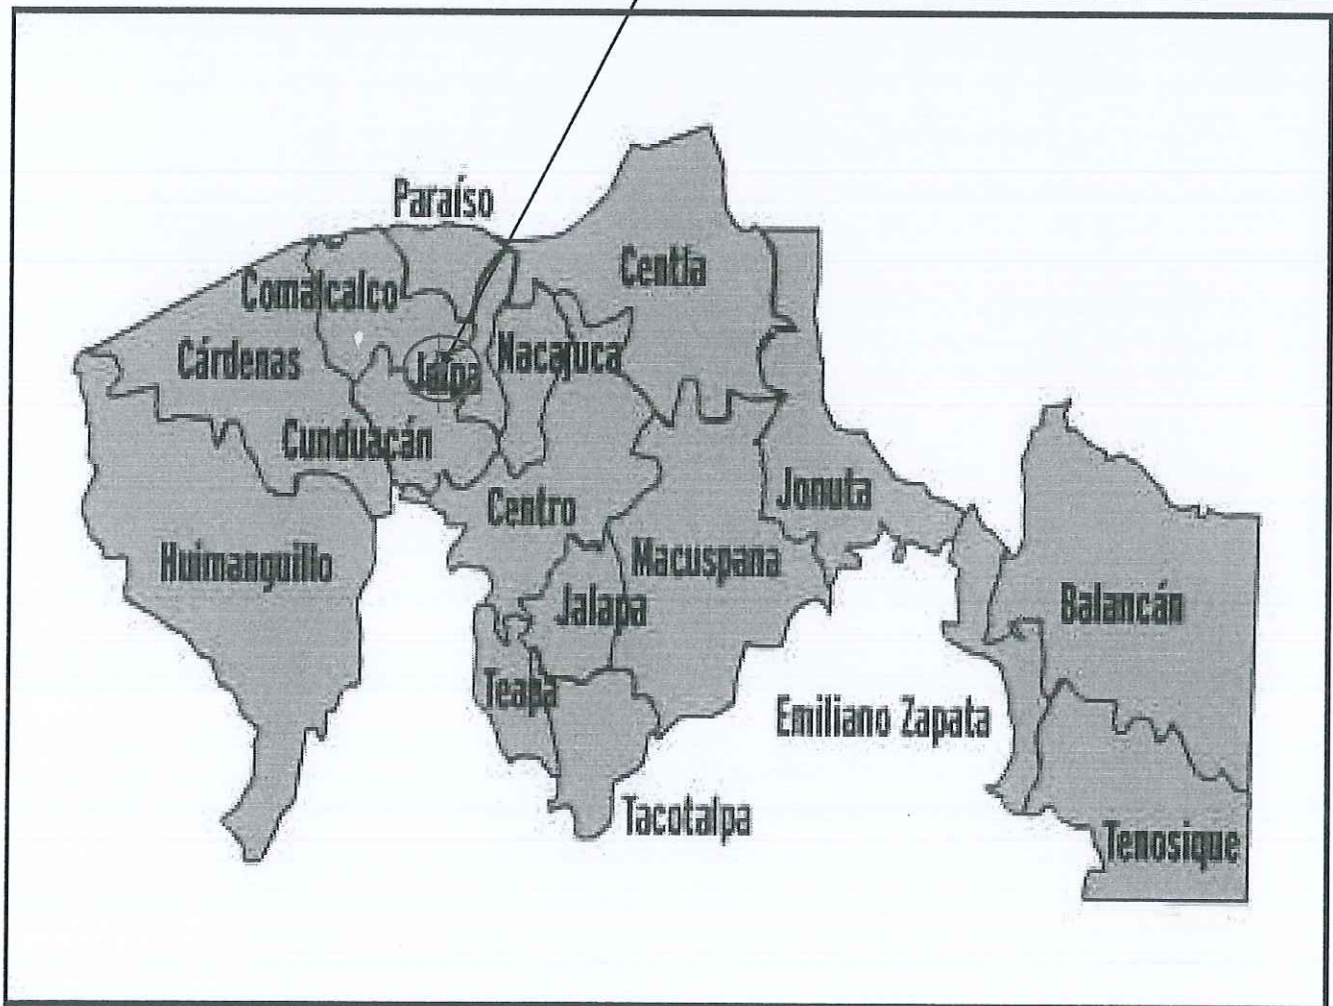 Paraíso
Centla
Comalcalco
Cárdenas
Jalpa
Nacajuca
Cunduacán
Jonuta
Centro
Huimanguillo
Macuspana
Jalapa
Balancán
Teapa
Emiliano Zapata
Tacotalpa
Tenosique